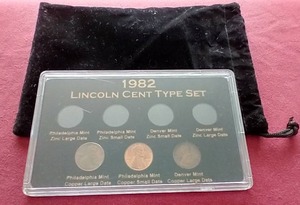 1982
LINCOLN CENT TYPE SET
Philadelphia Mint Philadelphia Mint Denver Mint Denver Mint
Zinc Large Date Zinc Small Date Zinc Small Date Zinc Large Date
Philadelphia Mint Philadelphia Mint Denver Mint
Copper Large Date Copper Small Date Copper Large Date